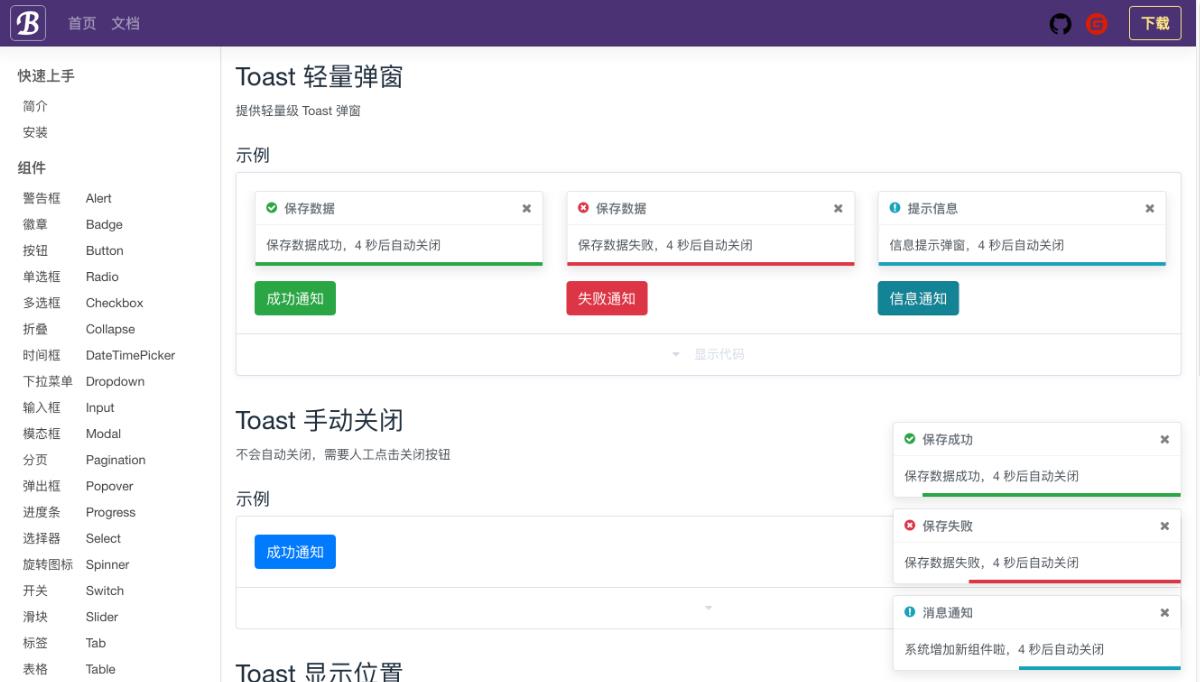 B
首页 文档
下载
快速上手
简介
安装
组件
警告框 Alert
徽章 Badge
按钮 Button
单选框 Radio
多选框 Checkbox
折叠 Collapse
时间框 DateTimePicker
下拉菜单 Dropdown
输入框 Input
模态框 Modal
分页 Pagination
弹出框 Popover
进度条 Progress
选择器 Select
旋转图标 Spinner
开关 Switch
滑块 Slider
标签 Tab
表格 Table
Toast 轻量弹窗
提供轻量级 Toast 弹窗
示例
保存数据
保存数据成功，4 秒后自动关闭
成功通知
保存数据
保存数据失败，4 秒后自动关闭
失败通知
提示信息
信息提示弹窗，4 秒后自动关闭
信息通知
显示代码
Toast 手动关闭
不会自动关闭，需要人工点击关闭按钮
示例
成功通知
Toast 显示位置
保存成功
保存数据成功，4 秒后自动关闭
保存失败
保存数据失败，4 秒后自动关闭
消息通知
系统增加新组件啦，4 秒后自动关闭